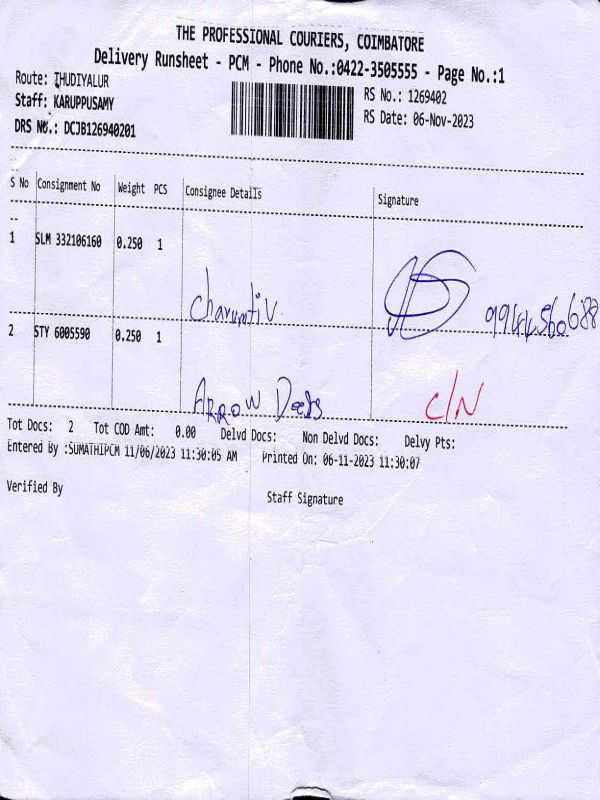 THE PROFESSIONAL COURIERS, COIMBATORE
Delivery Runsheet - PCM - Phone No.:0422-3505555 - Page No.:1
Route: THUDIYALUR
Staff: KARUPPUSAMY
DRS No.: DCJB126940201
RS No.: 1269402
RS Date: 06-Nov-2023
S No Consignment No Weight PCS Consignee Details Signature
1 SLM 332106160 0.250 1
9944560688
2 STY 6005590 0.250 1
ARROW
C/N
Tot Docs: 2 Tot COD Amt: 0.00 Delvd Docs: Non Delvd Docs: Delvy Pts:
Entered By :SUMATHIPCM 11/06/2023 11:30:05 AM Printed On: 06-11-2023 11:30:07
Verified By Staff Signature